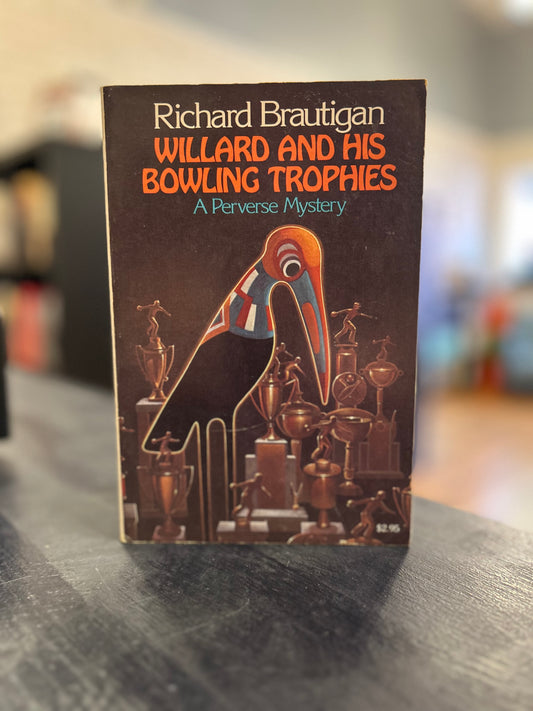 Richard Brautigan
WILLARD AND HIS
BOWLING TROPHIES
A Perverse Mystery
$2.95